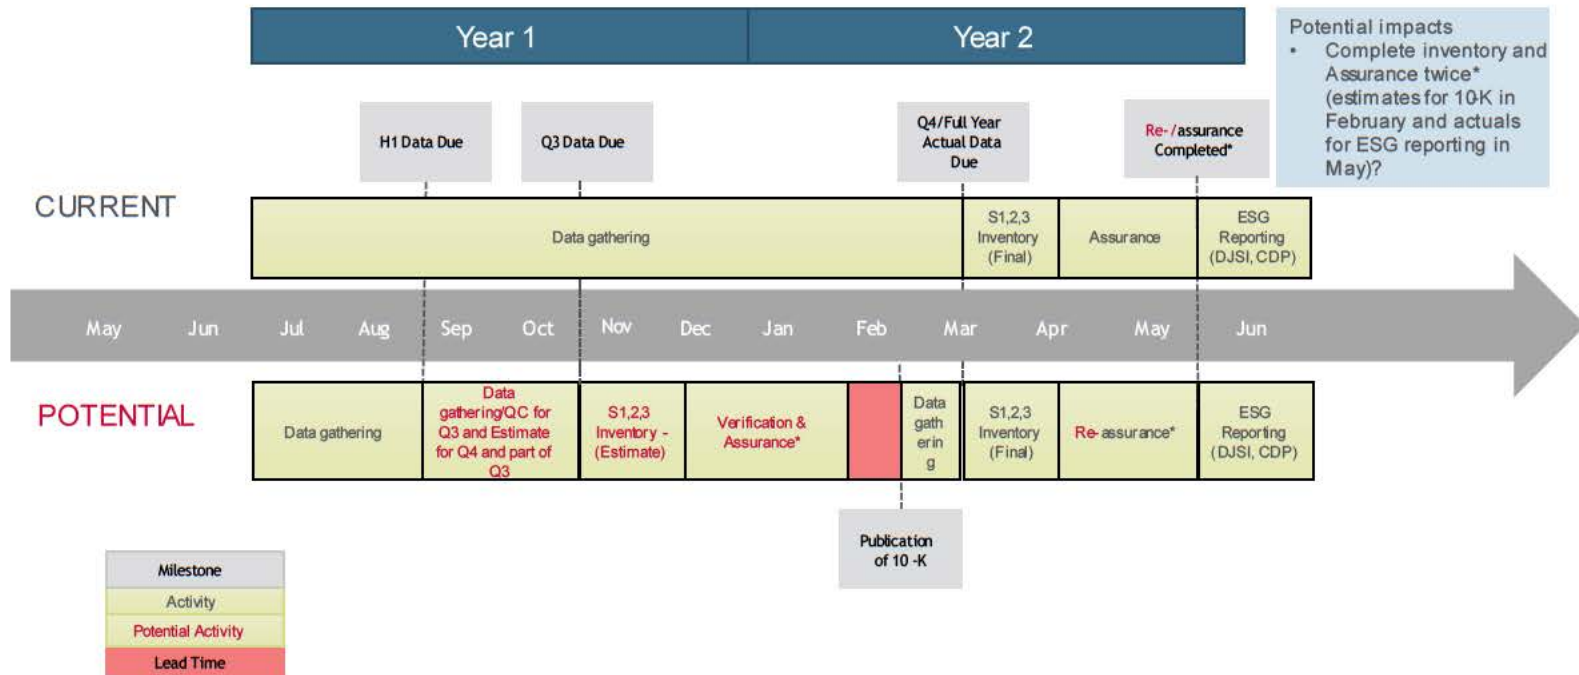 Year 1
Year 2
Potential impacts
• Complete inventory and
Assurance twice*
(estimates for 10-K in
February and actuals
for ESG reporting in
May)?
H1 Data Due
Q3 Data Due
Q4/Full Year
Actual Data
Due
Re-/assurance
Completed*
CURRENT
Data gathering
S1,2,3
Inventory
(Final)
Assurance
ESG
Reporting
(DJSI, CDP)
May
Jun
Jul
Aug
Sep
Oct
Nov
Dec
Jan
Feb
Mar
Apr
May
Jun
POTENTIAL
Data gathering
Data
gathering/QC for
Q3 and Estimate
for Q4 and part of
Q3
S1,2,3
Inventory -
(Estimate)
Verification &
Assurance*
Data
gath
erin
g
S1,2,3
Inventory
(Final)
Re-assurance*
ESG
Reporting
(DJSI, CDP)
Publication
of 10 -K
Milestone
Activity
Potential Activity
Lead Time